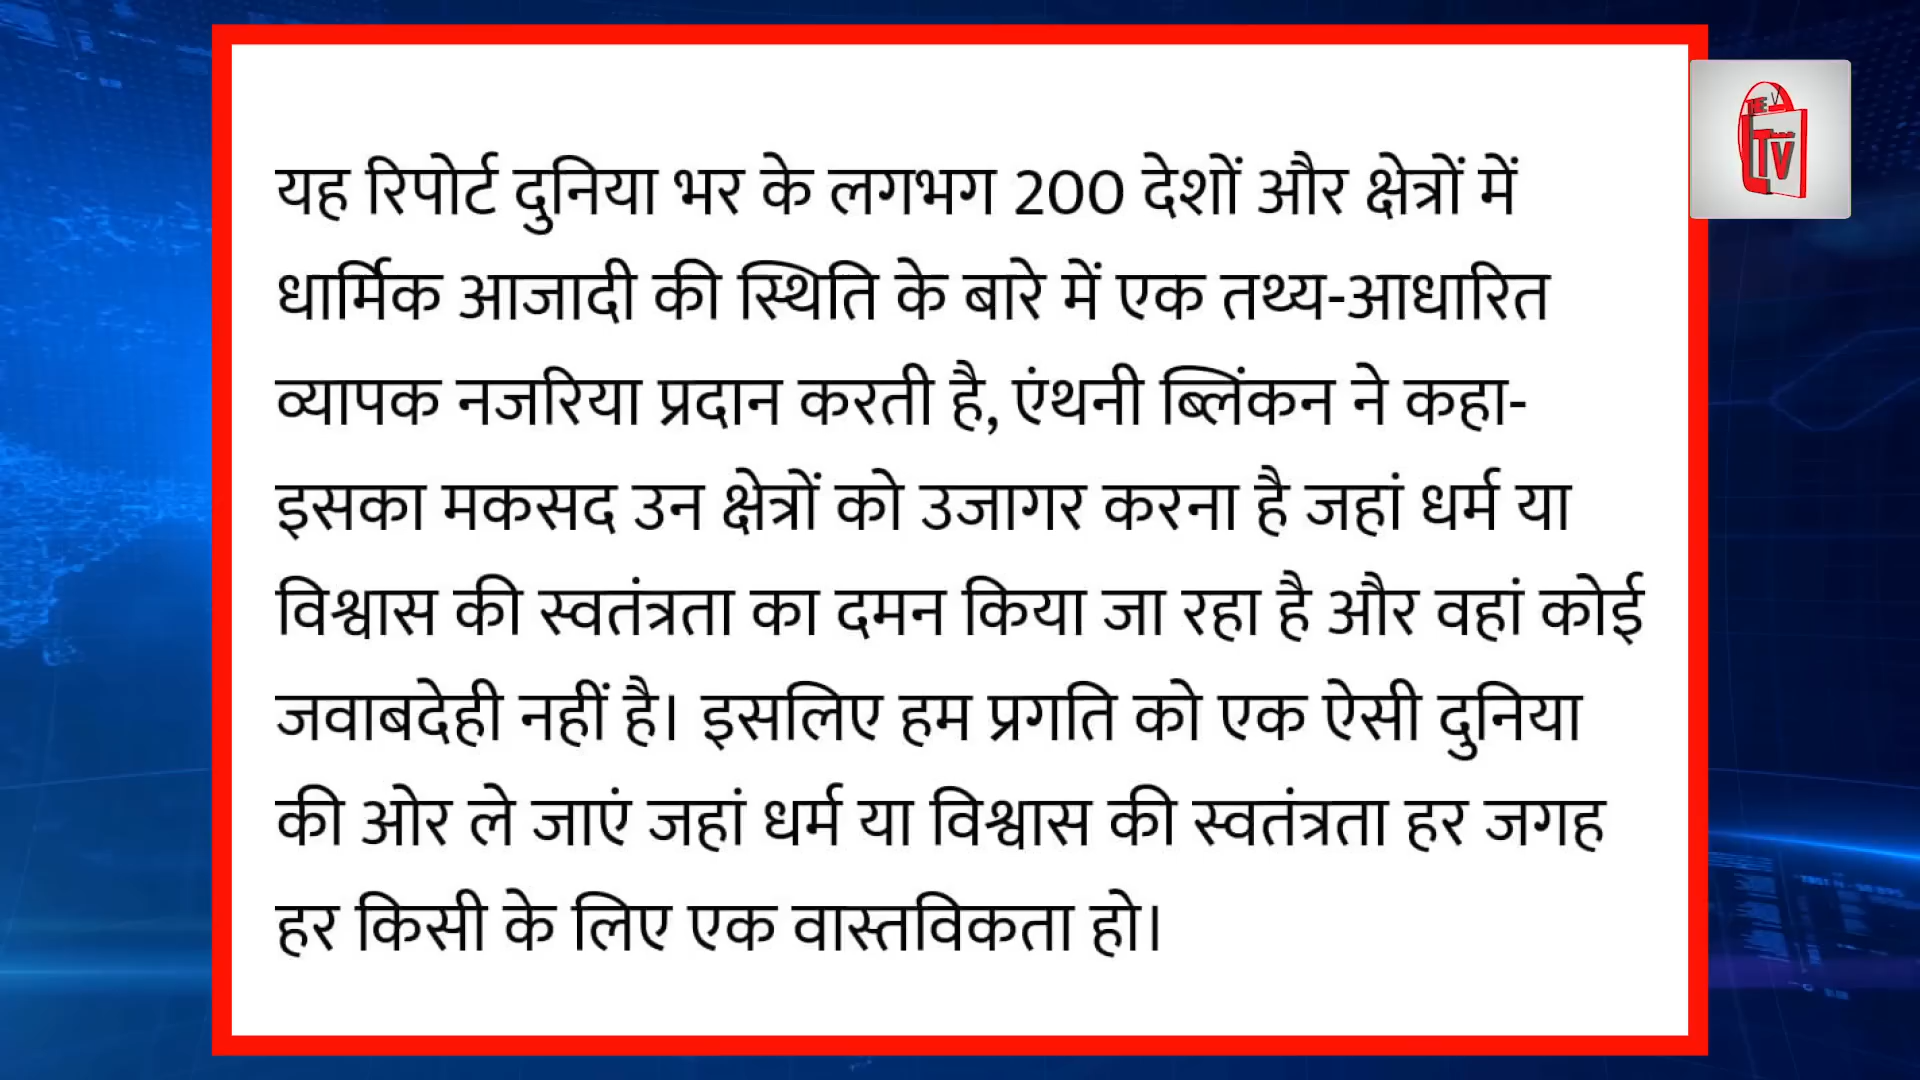 यह रिपोर्ट दुनिया भर के लगभग 200 देशों और क्षेत्रों में
धार्मिक आजादी की स्थिति के बारे में एक तथ्य-आधारित
व्यापक नजरिया प्रदान करती है, एंथनी ब्लिंकन ने कहा-
इसका मकसद उन क्षेत्रों को उजागर करना है जहां धर्म या
विश्वास की स्वतंत्रता का दमन किया जा रहा है और वहां कोई
जवाबदेही नहीं है। इसलिए हम प्रगति को एक ऐसी दुनिया
की ओर ले जाएं जहां धर्म या विश्वास की स्वतंत्रता हर जगह
हर किसी के लिए एक वास्तविकता हो।
THE
TV